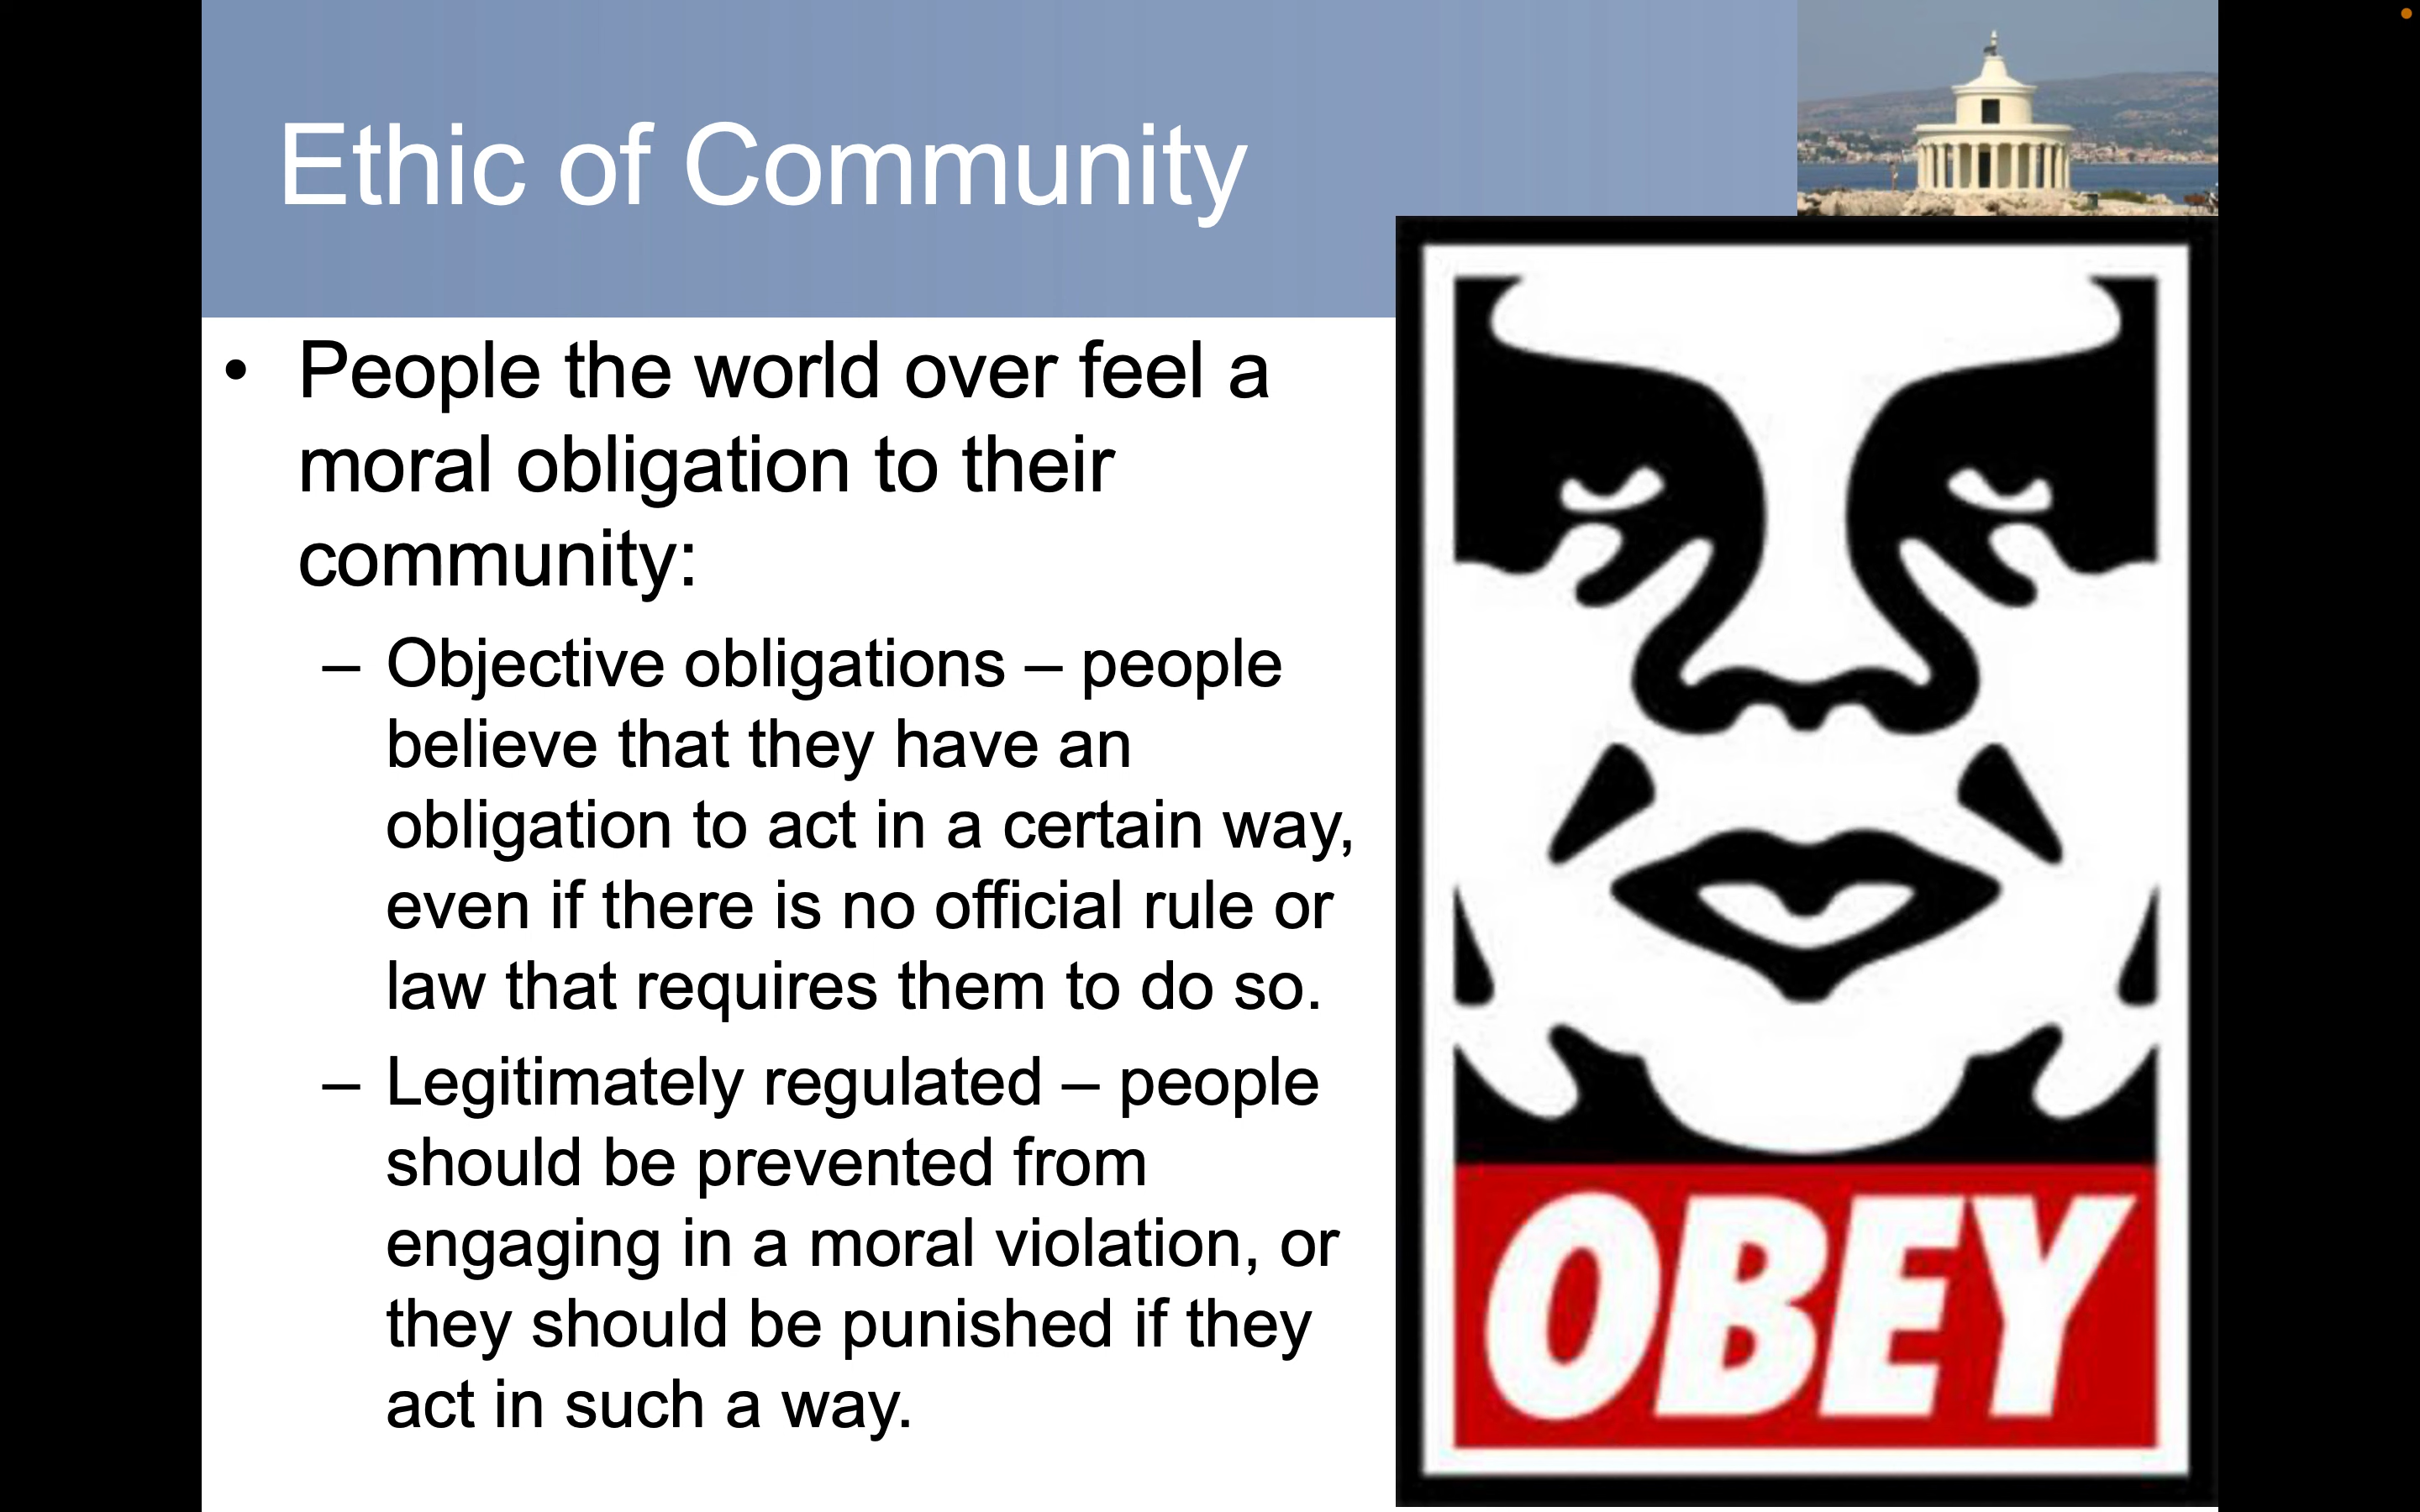 Ethic of Community
• People the world over feel a
moral obligation to their
community:
– Objective obligations – people
believe that they have an
obligation to act in a certain way,
even if there is no official rule or
law that requires them to do so.
– Legitimately regulated – people
should be prevented from
engaging in a moral violation, or
they should be punished if they
act in such a way.
OBEY